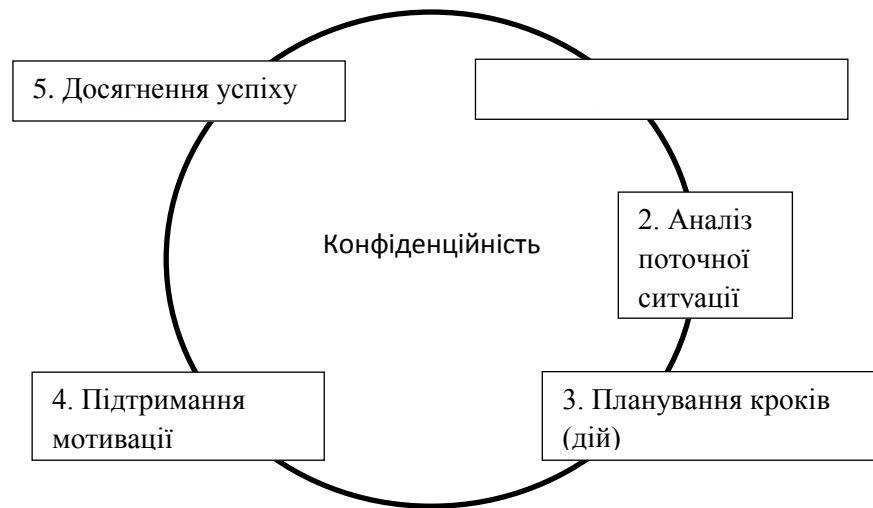 5. Досягнення успіху
2. Аналіз
поточної
ситуації
Конфіденційність
4. Підтримання
мотивації
3. Планування кроків
(дій)